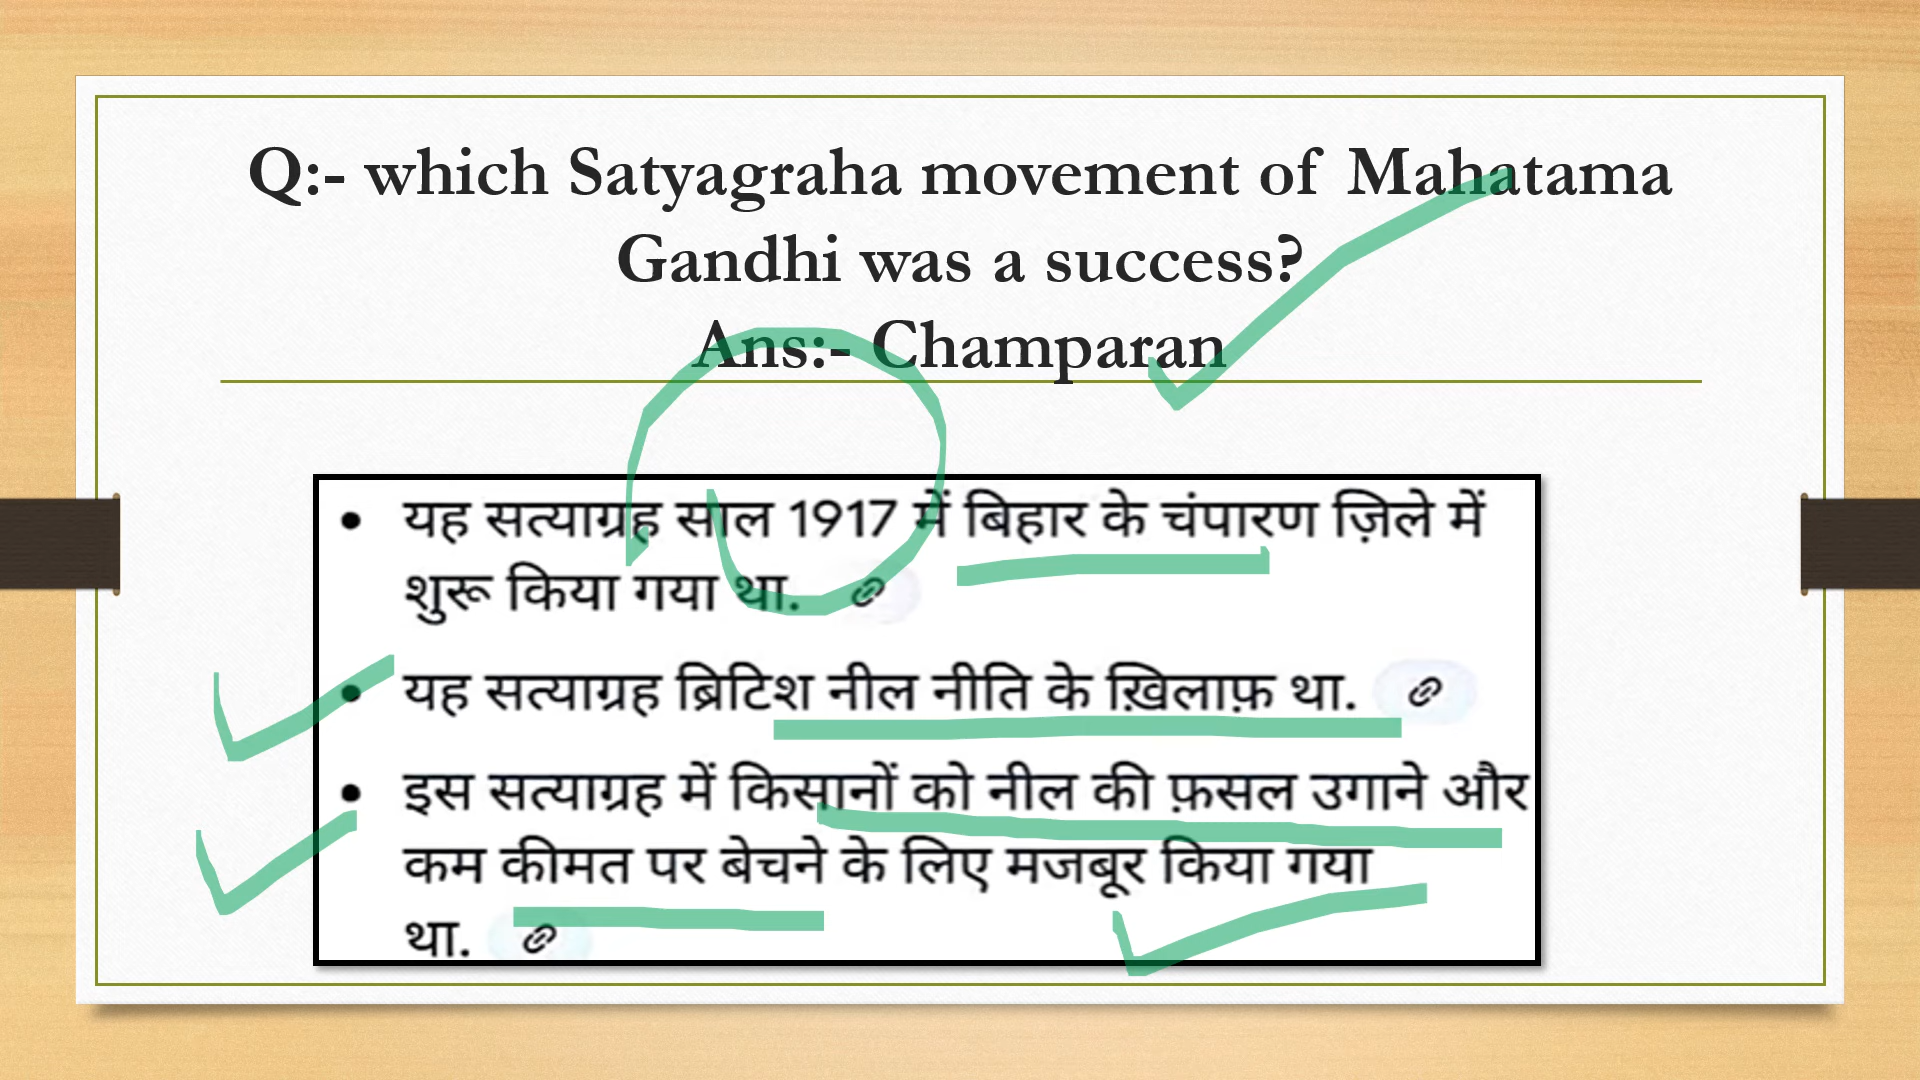 Q:- which Satyagraha movement of Mahatama
Gandhi was a success?
Ans:- Champaran
• यह सत्याग्रह साल 1917 में बिहार के चंपारण ज़िले में
शुरू किया गया था.
• यह सत्याग्रह ब्रिटिश नील नीति के ख़िलाफ़ था.
• इस सत्याग्रह में किसानों को नील की फ़सल उगाने और
कम कीमत पर बेचने के लिए मजबूर किया गया
था.